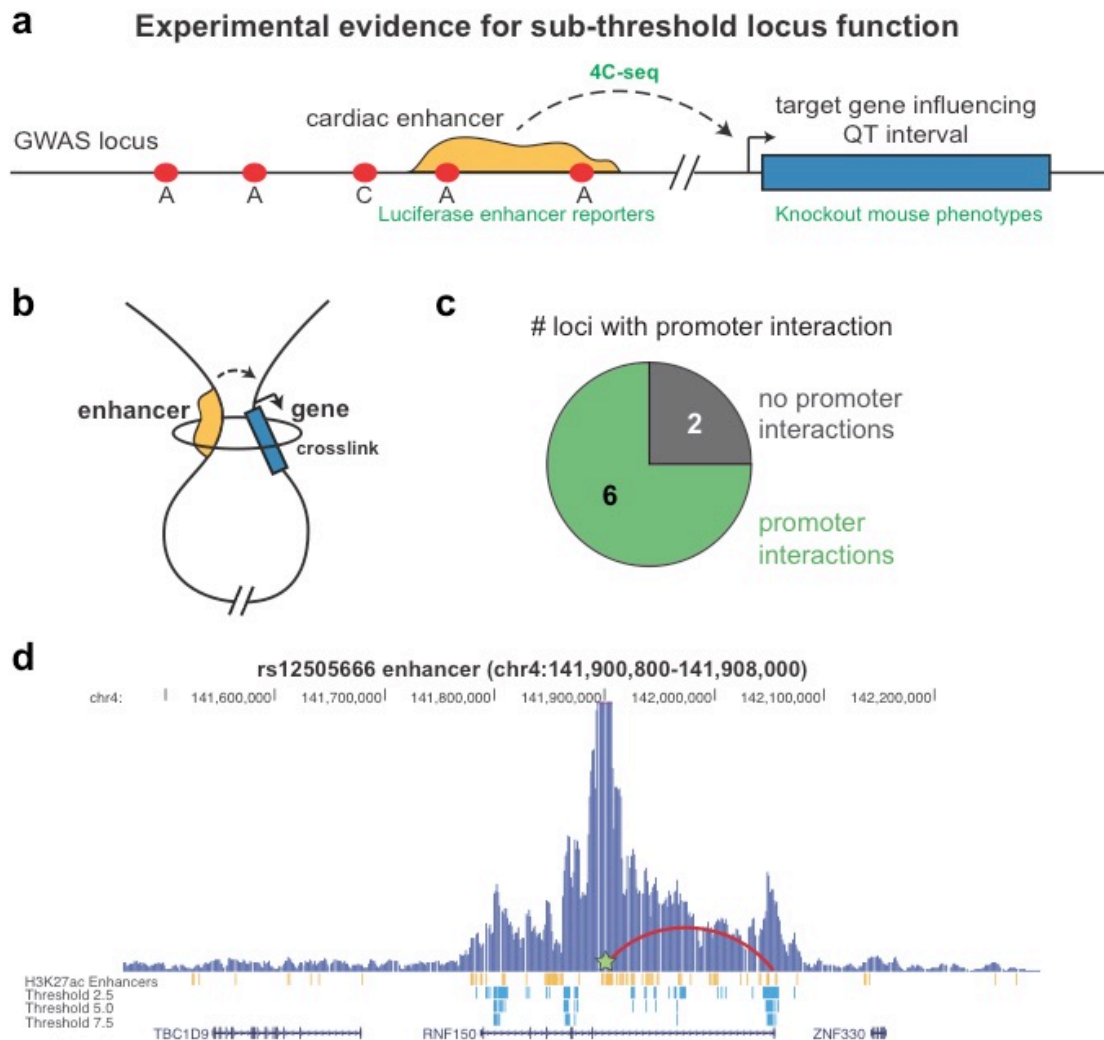 a
Experimental evidence for sub-threshold locus function
4C-seq
cardiac enhancer
target gene influencing
QT interval
GWAS locus
A A C A A
Luciferase enhancer reporters
Knockout mouse phenotypes
b
enhancer
gene
crosslink
c
# loci with promoter interaction
no promoter
interactions
2
6
promoter
interactions
d
rs12505666 enhancer (chr4:141,900,800-141,908,000)
chr4: 141,600,000 141,700,000 141,800,000 141,900,000 142,000,000 142,100,000 142,200,000
H3K27ac Enhancers
Threshold 2.5
Threshold 5.0
Threshold 7.5
TBC1D9 RNF150 ZNF330